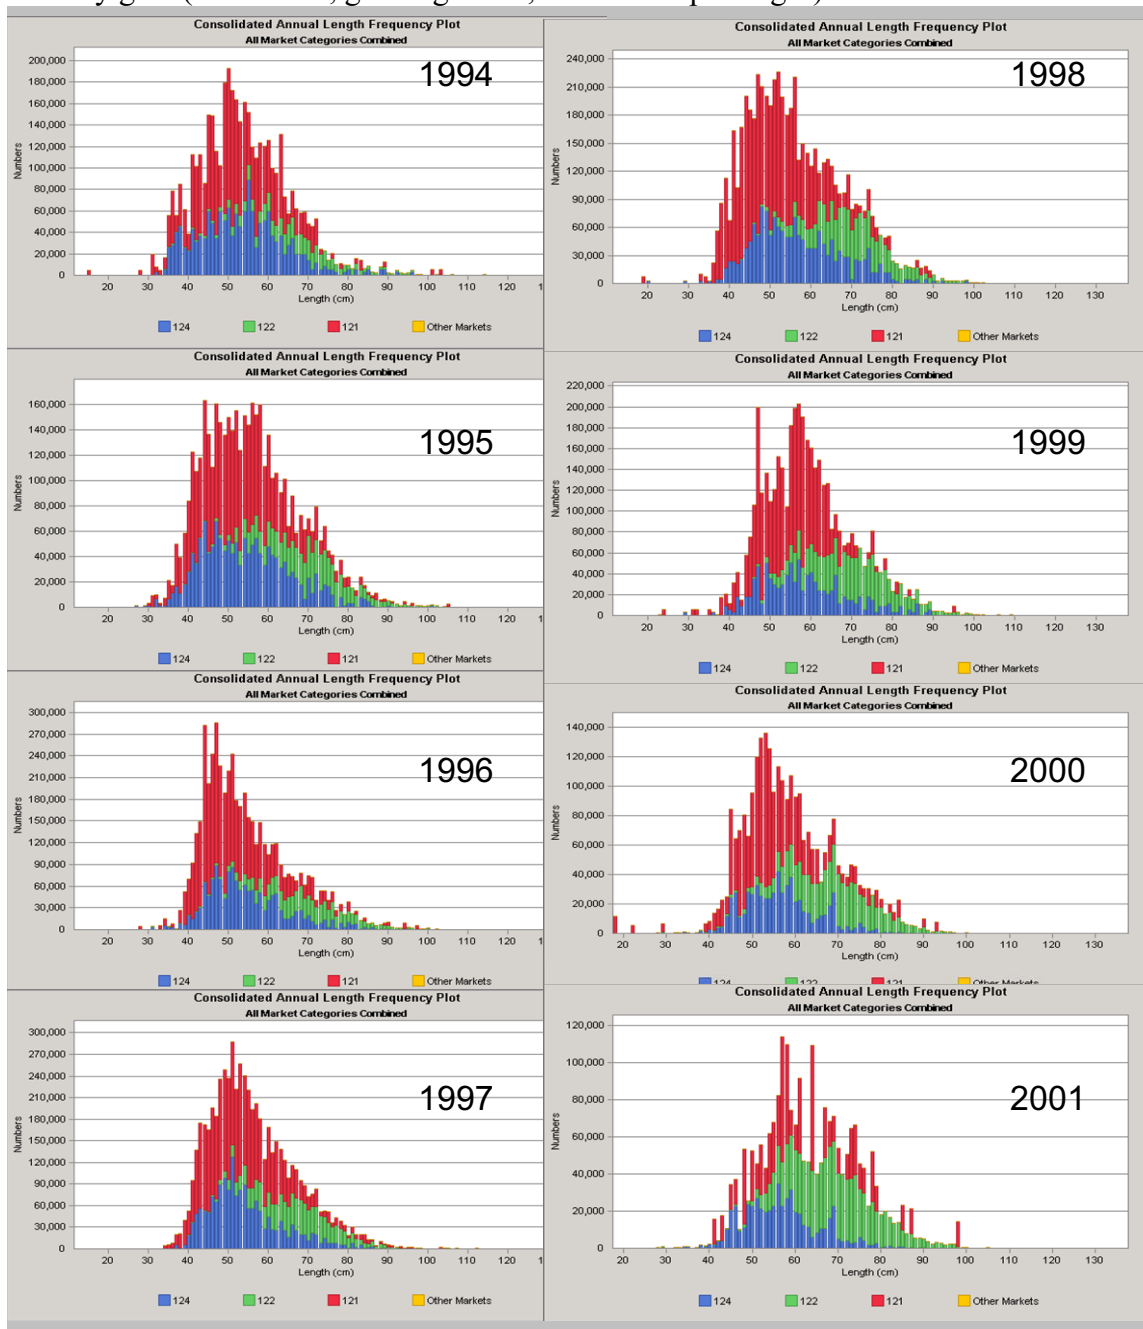 Consolidated Annual Length Frequency Plot
All Market Categories Combined
1994
Numbers
200,000
180,000
160,000
140,000
120,000
100,000
80,000
60,000
40,000
20,000
0
20 30 40 50 60 70 80 90 100 110 120 1
Length (cm)
124 122 121 Other Markets
Consolidated Annual Length Frequency Plot
All Market Categories Combined
1995
Numbers
160,000
140,000
120,000
100,000
80,000
60,000
40,000
20,000
0
20 30 40 50 60 70 80 90 100 110 120 1
Length (cm)
124 122 121 Other Markets
Consolidated Annual Length Frequency Plot
All Market Categories Combined
1996
Numbers
300,000
270,000
240,000
210,000
180,000
150,000
120,000
90,000
60,000
30,000
0
20 30 40 50 60 70 80 90 100 110 120 1
Length (cm)
124 122 121 Other Markets
Consolidated Annual Length Frequency Plot
All Market Categories Combined
1997
Numbers
300,000
270,000
240,000
210,000
180,000
150,000
120,000
90,000
60,000
30,000
0
20 30 40 50 60 70 80 90 100 110 120 1
Length (cm)
124 122 121 Other Markets
Consolidated Annual Length Frequency Plot
All Market Categories Combined
1998
Numbers
240,000
210,000
180,000
150,000
120,000
90,000
60,000
30,000
0
20 30 40 50 60 70 80 90 100 110 120 130
Length (cm)
124 122 121 Other Markets
Consolidated Annual Length Frequency Plot
All Market Categories Combined
1999
Numbers
220,000
200,000
180,000
160,000
140,000
120,000
100,000
80,000
60,000
40,000
20,000
0
20 30 40 50 60 70 80 90 100 110 120 130
Length (cm)
124 122 121 Other Markets
Consolidated Annual Length Frequency Plot
All Market Categories Combined
2000
Numbers
140,000
120,000
100,000
80,000
60,000
40,000
20,000
0
20 30 40 50 60 70 80 90 100 110 120 130
Length (cm)
124 122 121 Other Markets
Consolidated Annual Length Frequency Plot
All Market Categories Combined
2001
Numbers
120,000
100,000
80,000
60,000
40,000
20,000
0
20 30 40 50 60 70 80 90 100 110 120 130
Length (cm)
124 122 121 Other Markets